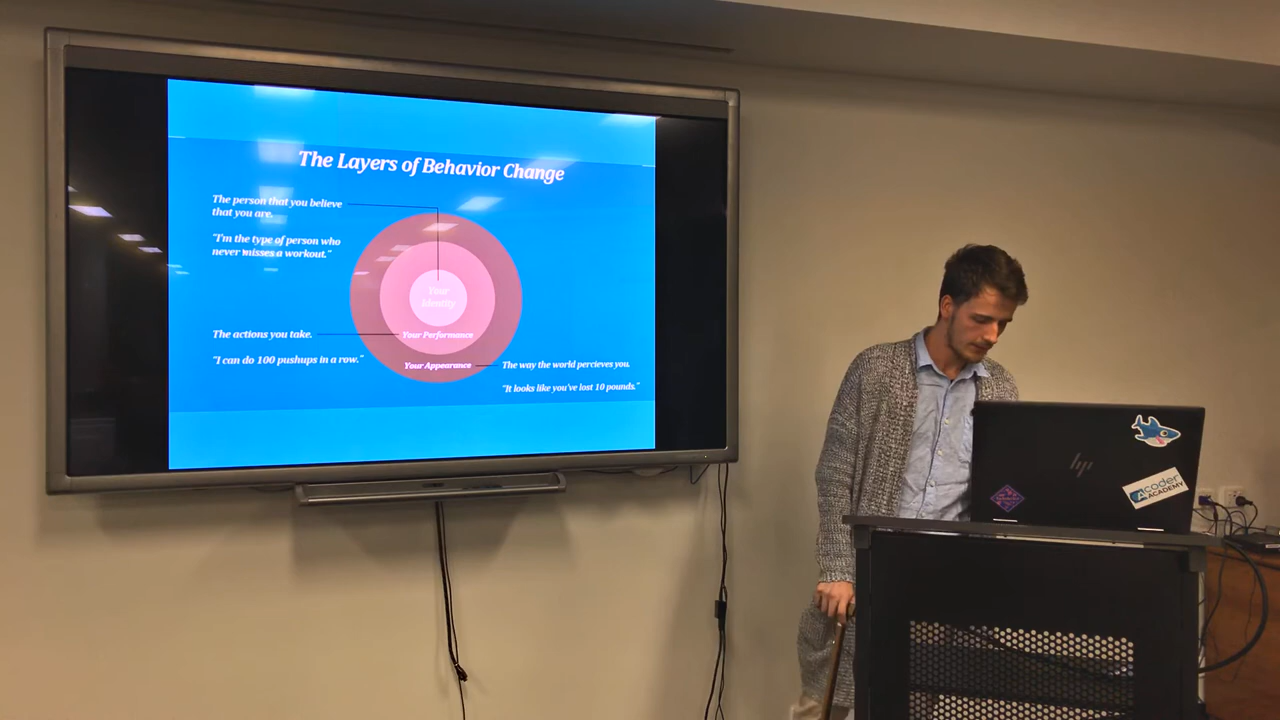 The Layers of Behavior Change
The person that you believe
that you are.
"I'm the type of person who
never misses a workout."
Your
Identity
The actions you take.
Your Performance
"I can do 100 pushups in a row."
Your Appearance
The way the world percieves you.
"It looks like you've lost 10 pounds."
hp
coder
ACADEMY